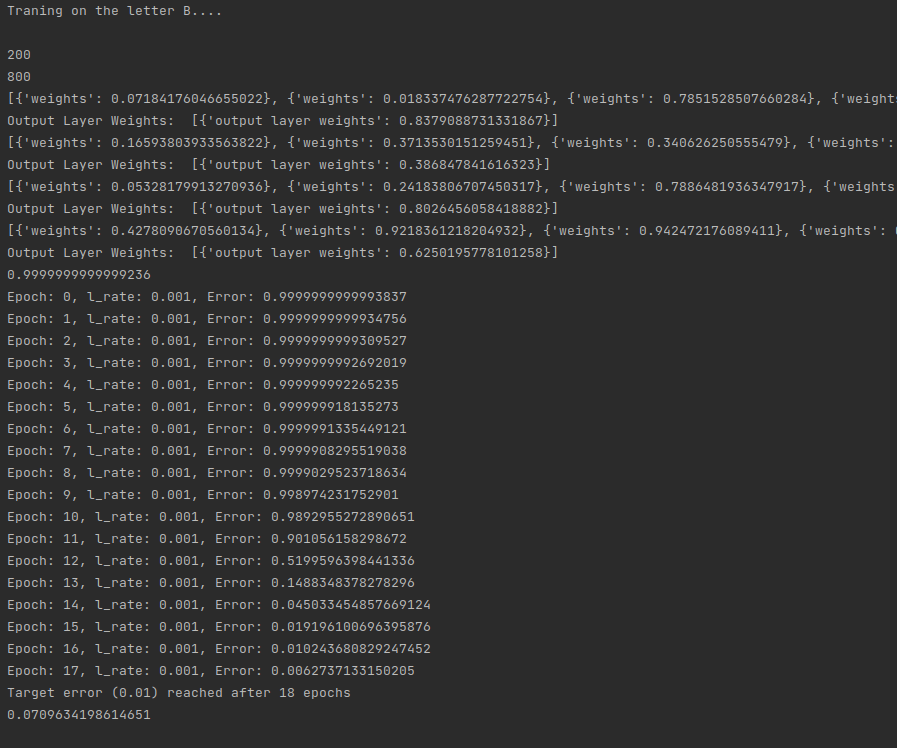 Traning on the letter B....
200
800
[{'weights': 0.07184176046655022}, {'weights': 0.018337476287722754}, {'weights': 0.7851528507660284}, {'weights
Output Layer Weights:  [{'output layer weights': 0.8379088731331867}]
[{'weights': 0.16593803933563822}, {'weights': 0.3713530151259451}, {'weights': 0.340626250555479}, {'weights':
Output Layer Weights:  [{'output layer weights': 0.386847841616323}]
[{'weights': 0.05328179913270936}, {'weights': 0.24183806707450317}, {'weights': 0.7886481936347917}, {'weights
Output Layer Weights:  [{'output layer weights': 0.8026456058418882}]
[{'weights': 0.4278090670560134}, {'weights': 0.9218361218204932}, {'weights': 0.942472176089411}, {'weights':
Output Layer Weights:  [{'output layer weights': 0.6250195778101258}]
0.9999999999999236
Epoch: 0, l_rate: 0.001, Error: 0.9999999999993837
Epoch: 1, l_rate: 0.001, Error: 0.9999999999934756
Epoch: 2, l_rate: 0.001, Error: 0.9999999999309527
Epoch: 3, l_rate: 0.001, Error: 0.9999999992692019
Epoch: 4, l_rate: 0.001, Error: 0.999999992265235
Epoch: 5, l_rate: 0.001, Error: 0.999999918135273
Epoch: 6, l_rate: 0.001, Error: 0.9999991335449121
Epoch: 7, l_rate: 0.001, Error: 0.9999908295519038
Epoch: 8, l_rate: 0.001, Error: 0.9999029523718634
Epoch: 9, l_rate: 0.001, Error: 0.998974231752901
Epoch: 10, l_rate: 0.001, Error: 0.9892955272890651
Epoch: 11, l_rate: 0.001, Error: 0.901056158298672
Epoch: 12, l_rate: 0.001, Error: 0.5199596398441336
Epoch: 13, l_rate: 0.001, Error: 0.1488348378278296
Epoch: 14, l_rate: 0.001, Error: 0.045033454857669124
Epoch: 15, l_rate: 0.001, Error: 0.019196100696395876
Epoch: 16, l_rate: 0.001, Error: 0.010243680829247452
Epoch: 17, l_rate: 0.001, Error: 0.0062737133150205
Target error (0.01) reached after 18 epochs
0.0709634198614651